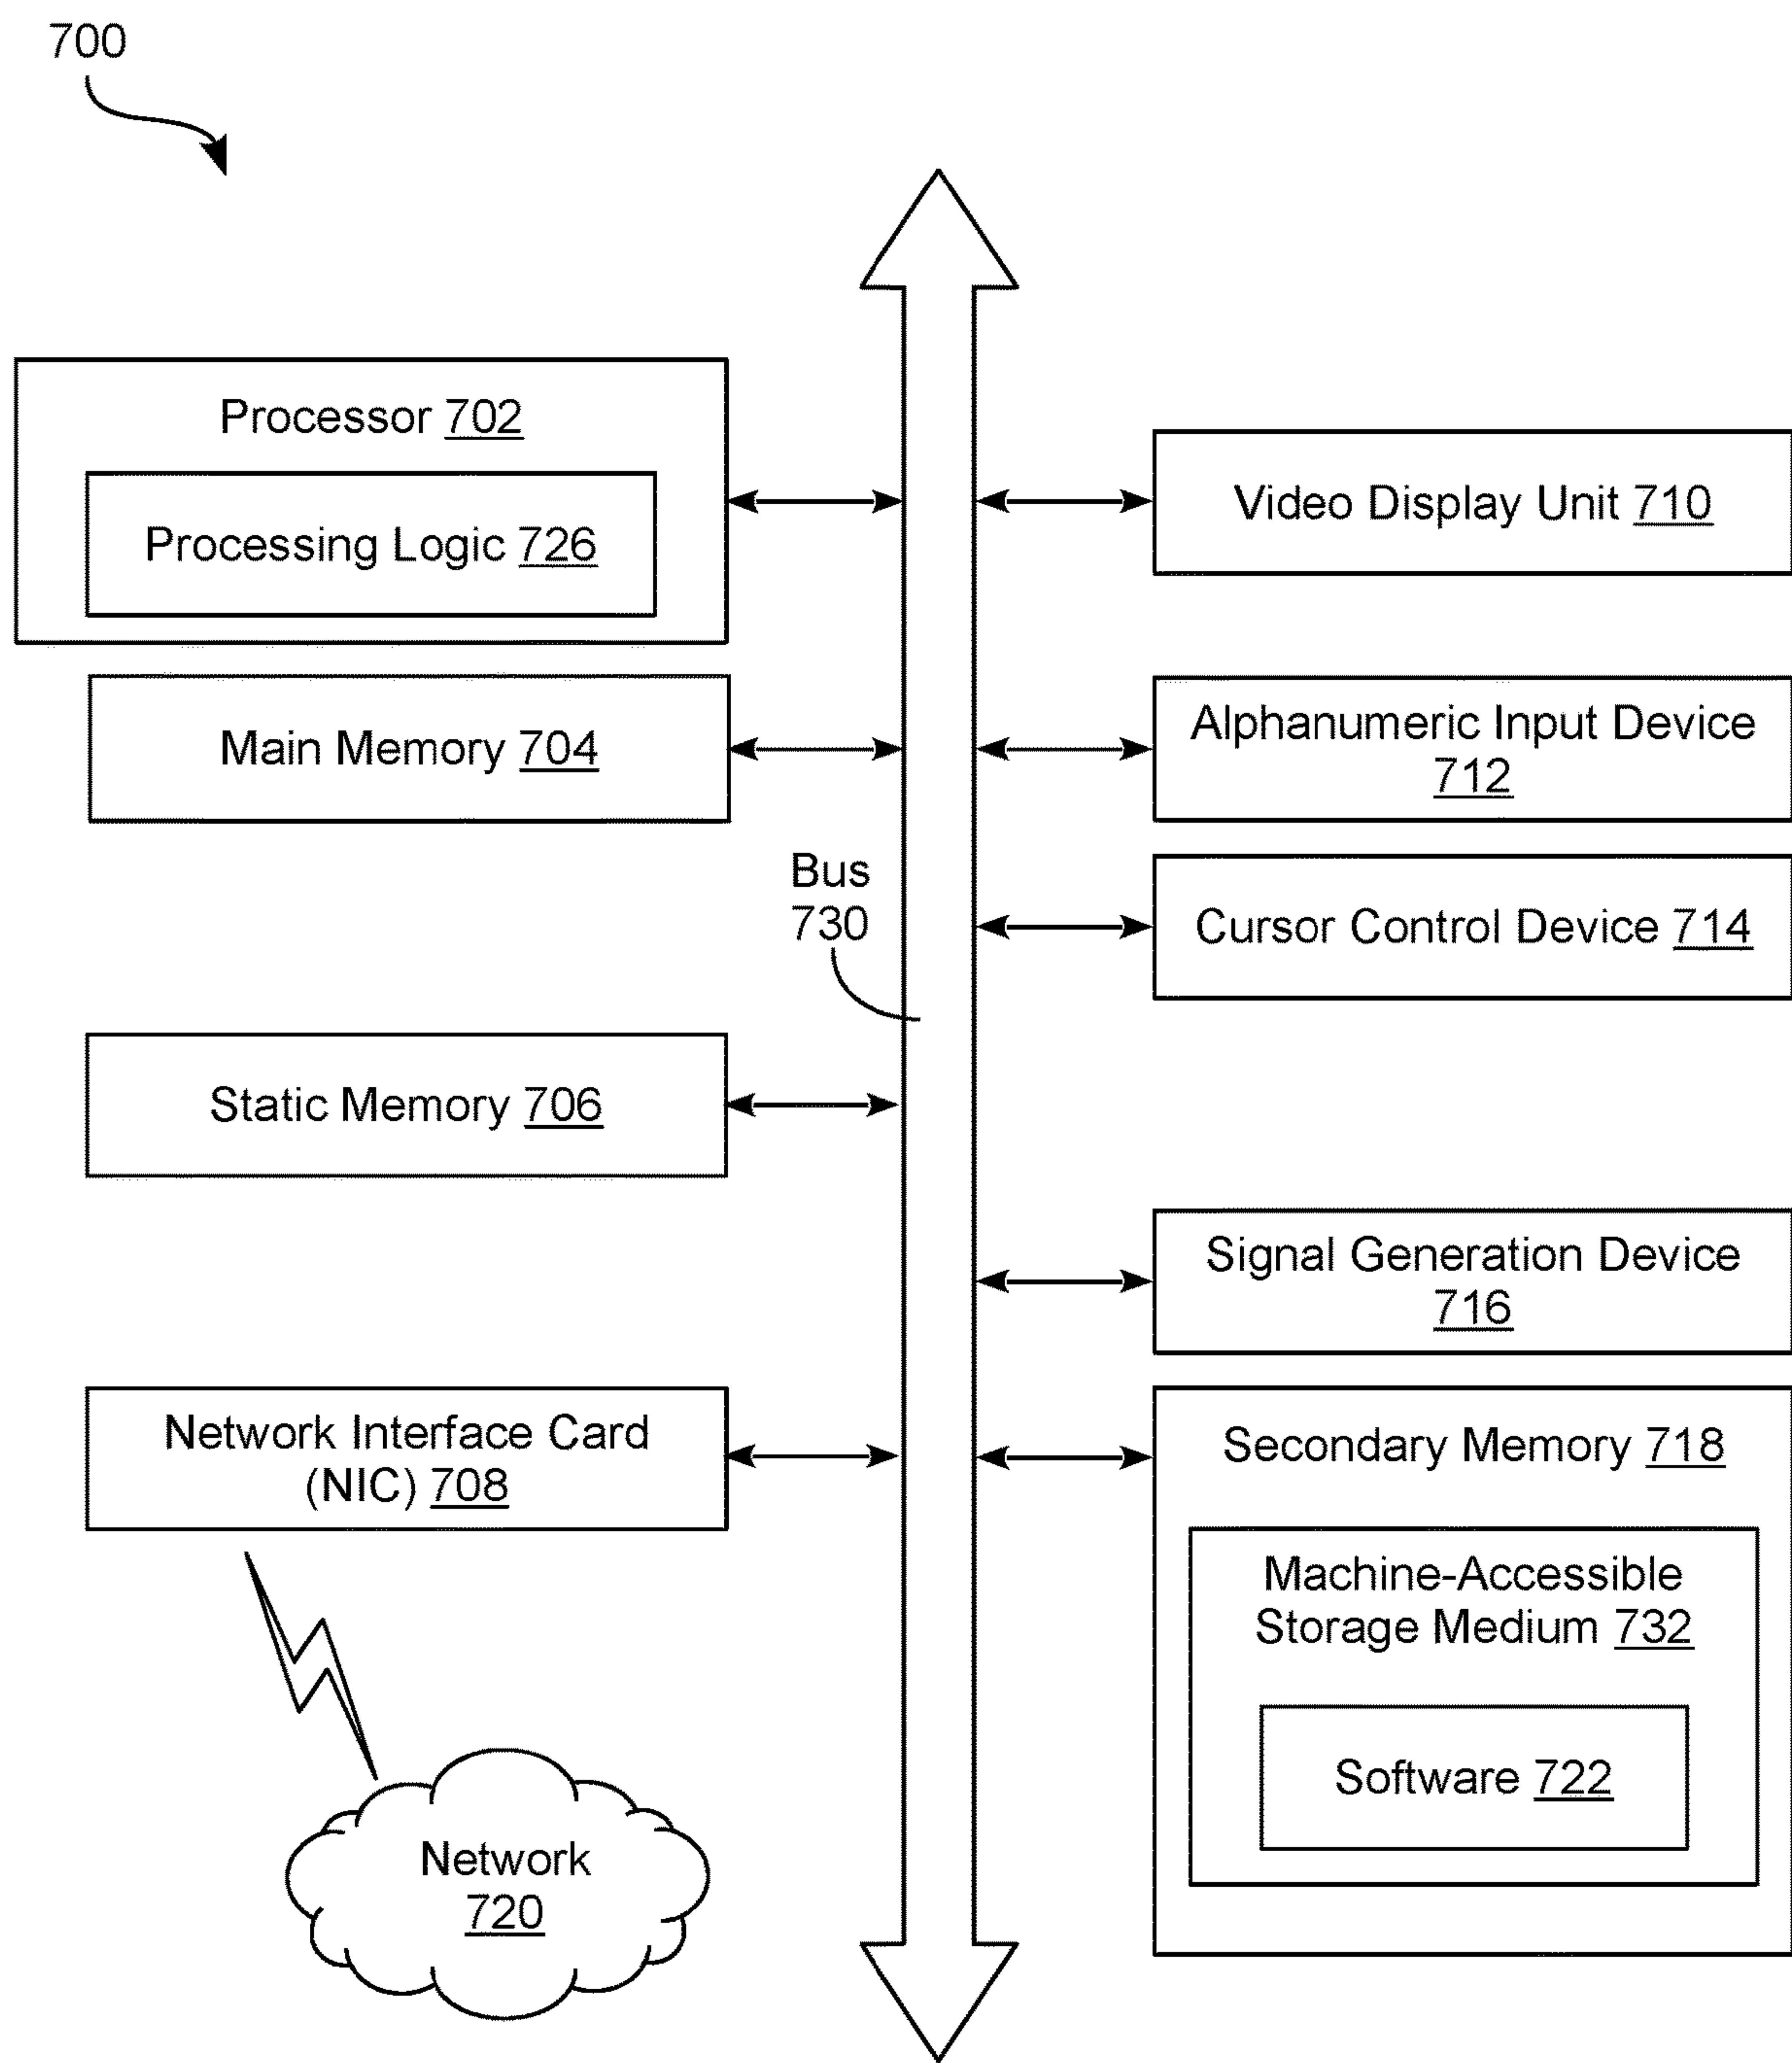 700
Processor 702
Processing Logic 726
Main Memory 704
Bus
730
Static Memory 706
Network Interface Card
(NIC) 708
Network
720
Video Display Unit 710
Alphanumeric Input Device
712
Cursor Control Device 714
Signal Generation Device
716
Secondary Memory 718
Machine-Accessible
Storage Medium 732
Software 722